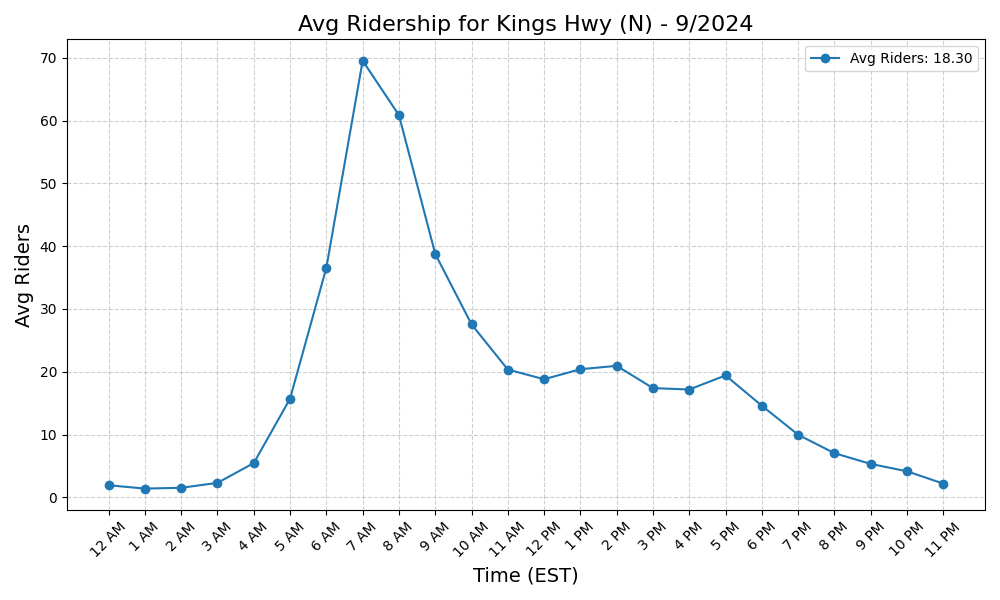 Avg Ridership for Kings Hwy (N) - 9/2024
Avg Riders: 18.30
Avg Riders
70
60
50
40
30
20
10
0
12 AM
1 AM
2 AM
3 AM
4 AM
5 AM
6 AM
7 AM
8 AM
9 AM
10 AM
11 AM
12 PM
1 PM
2 PM
3 PM
4 PM
5 PM
6 PM
7 PM
8 PM
9 PM
10 PM
11 PM
Time (EST)